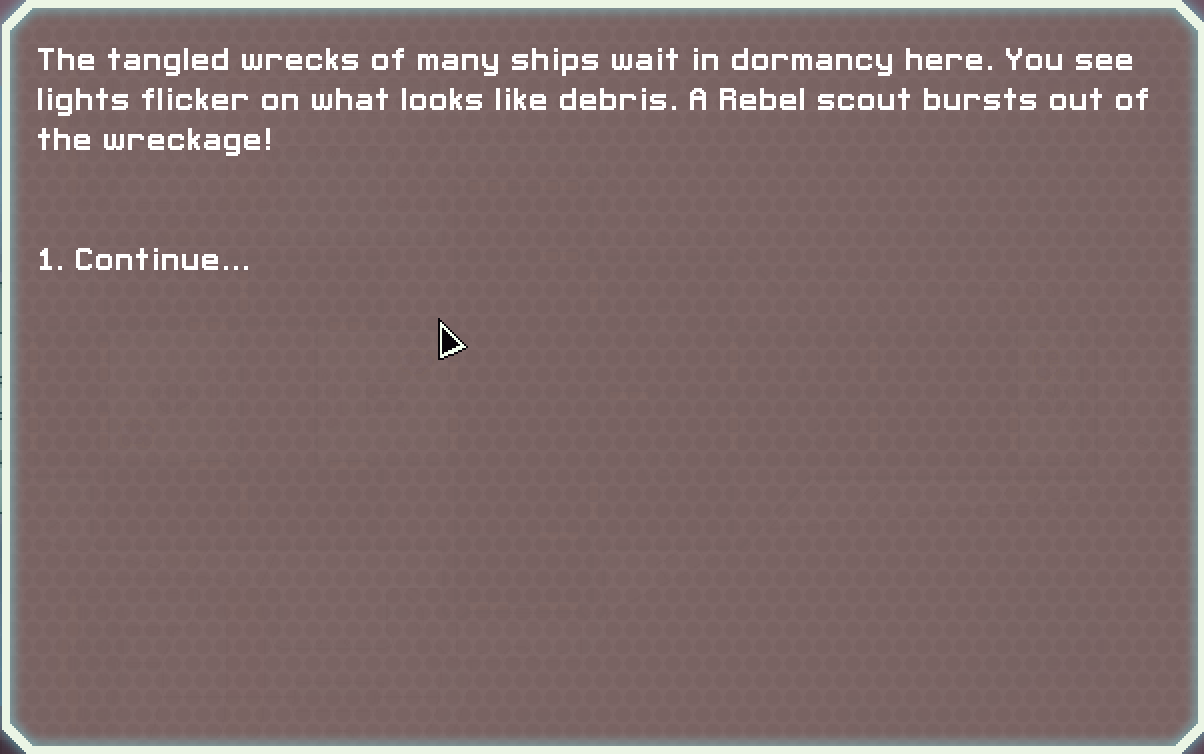 The tangled wrecks of many ships wait in dormancy here. You see
lights flicker on what looks like debris. A Rebel scout bursts out of
the wreckage!
1. Continue...